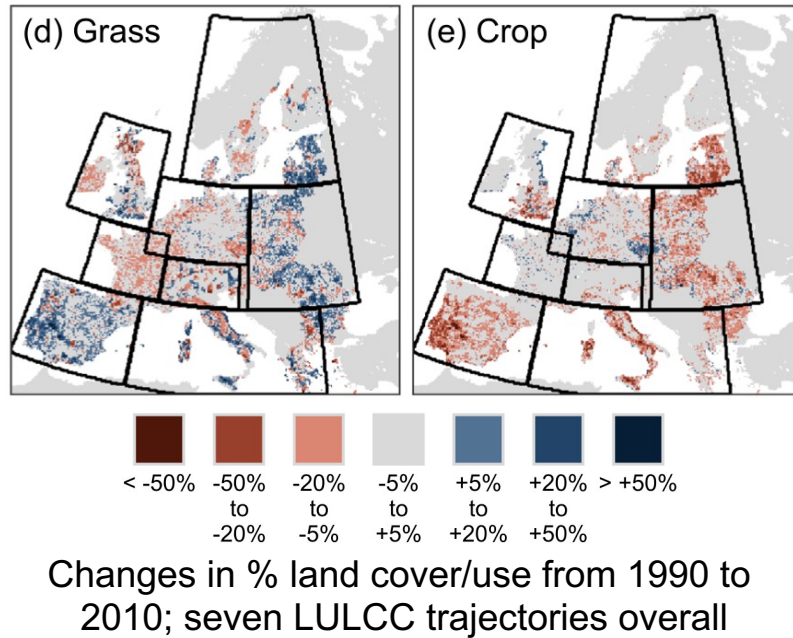 (d) Grass
(e) Crop
< -50%
-50%
to
-20%
-20%
to
-5%
-5%
to
+5%
+5%
to
+20%
+20%
to
+50%
> +50%
Changes in % land cover/use from 1990 to
2010; seven LULCC trajectories overall